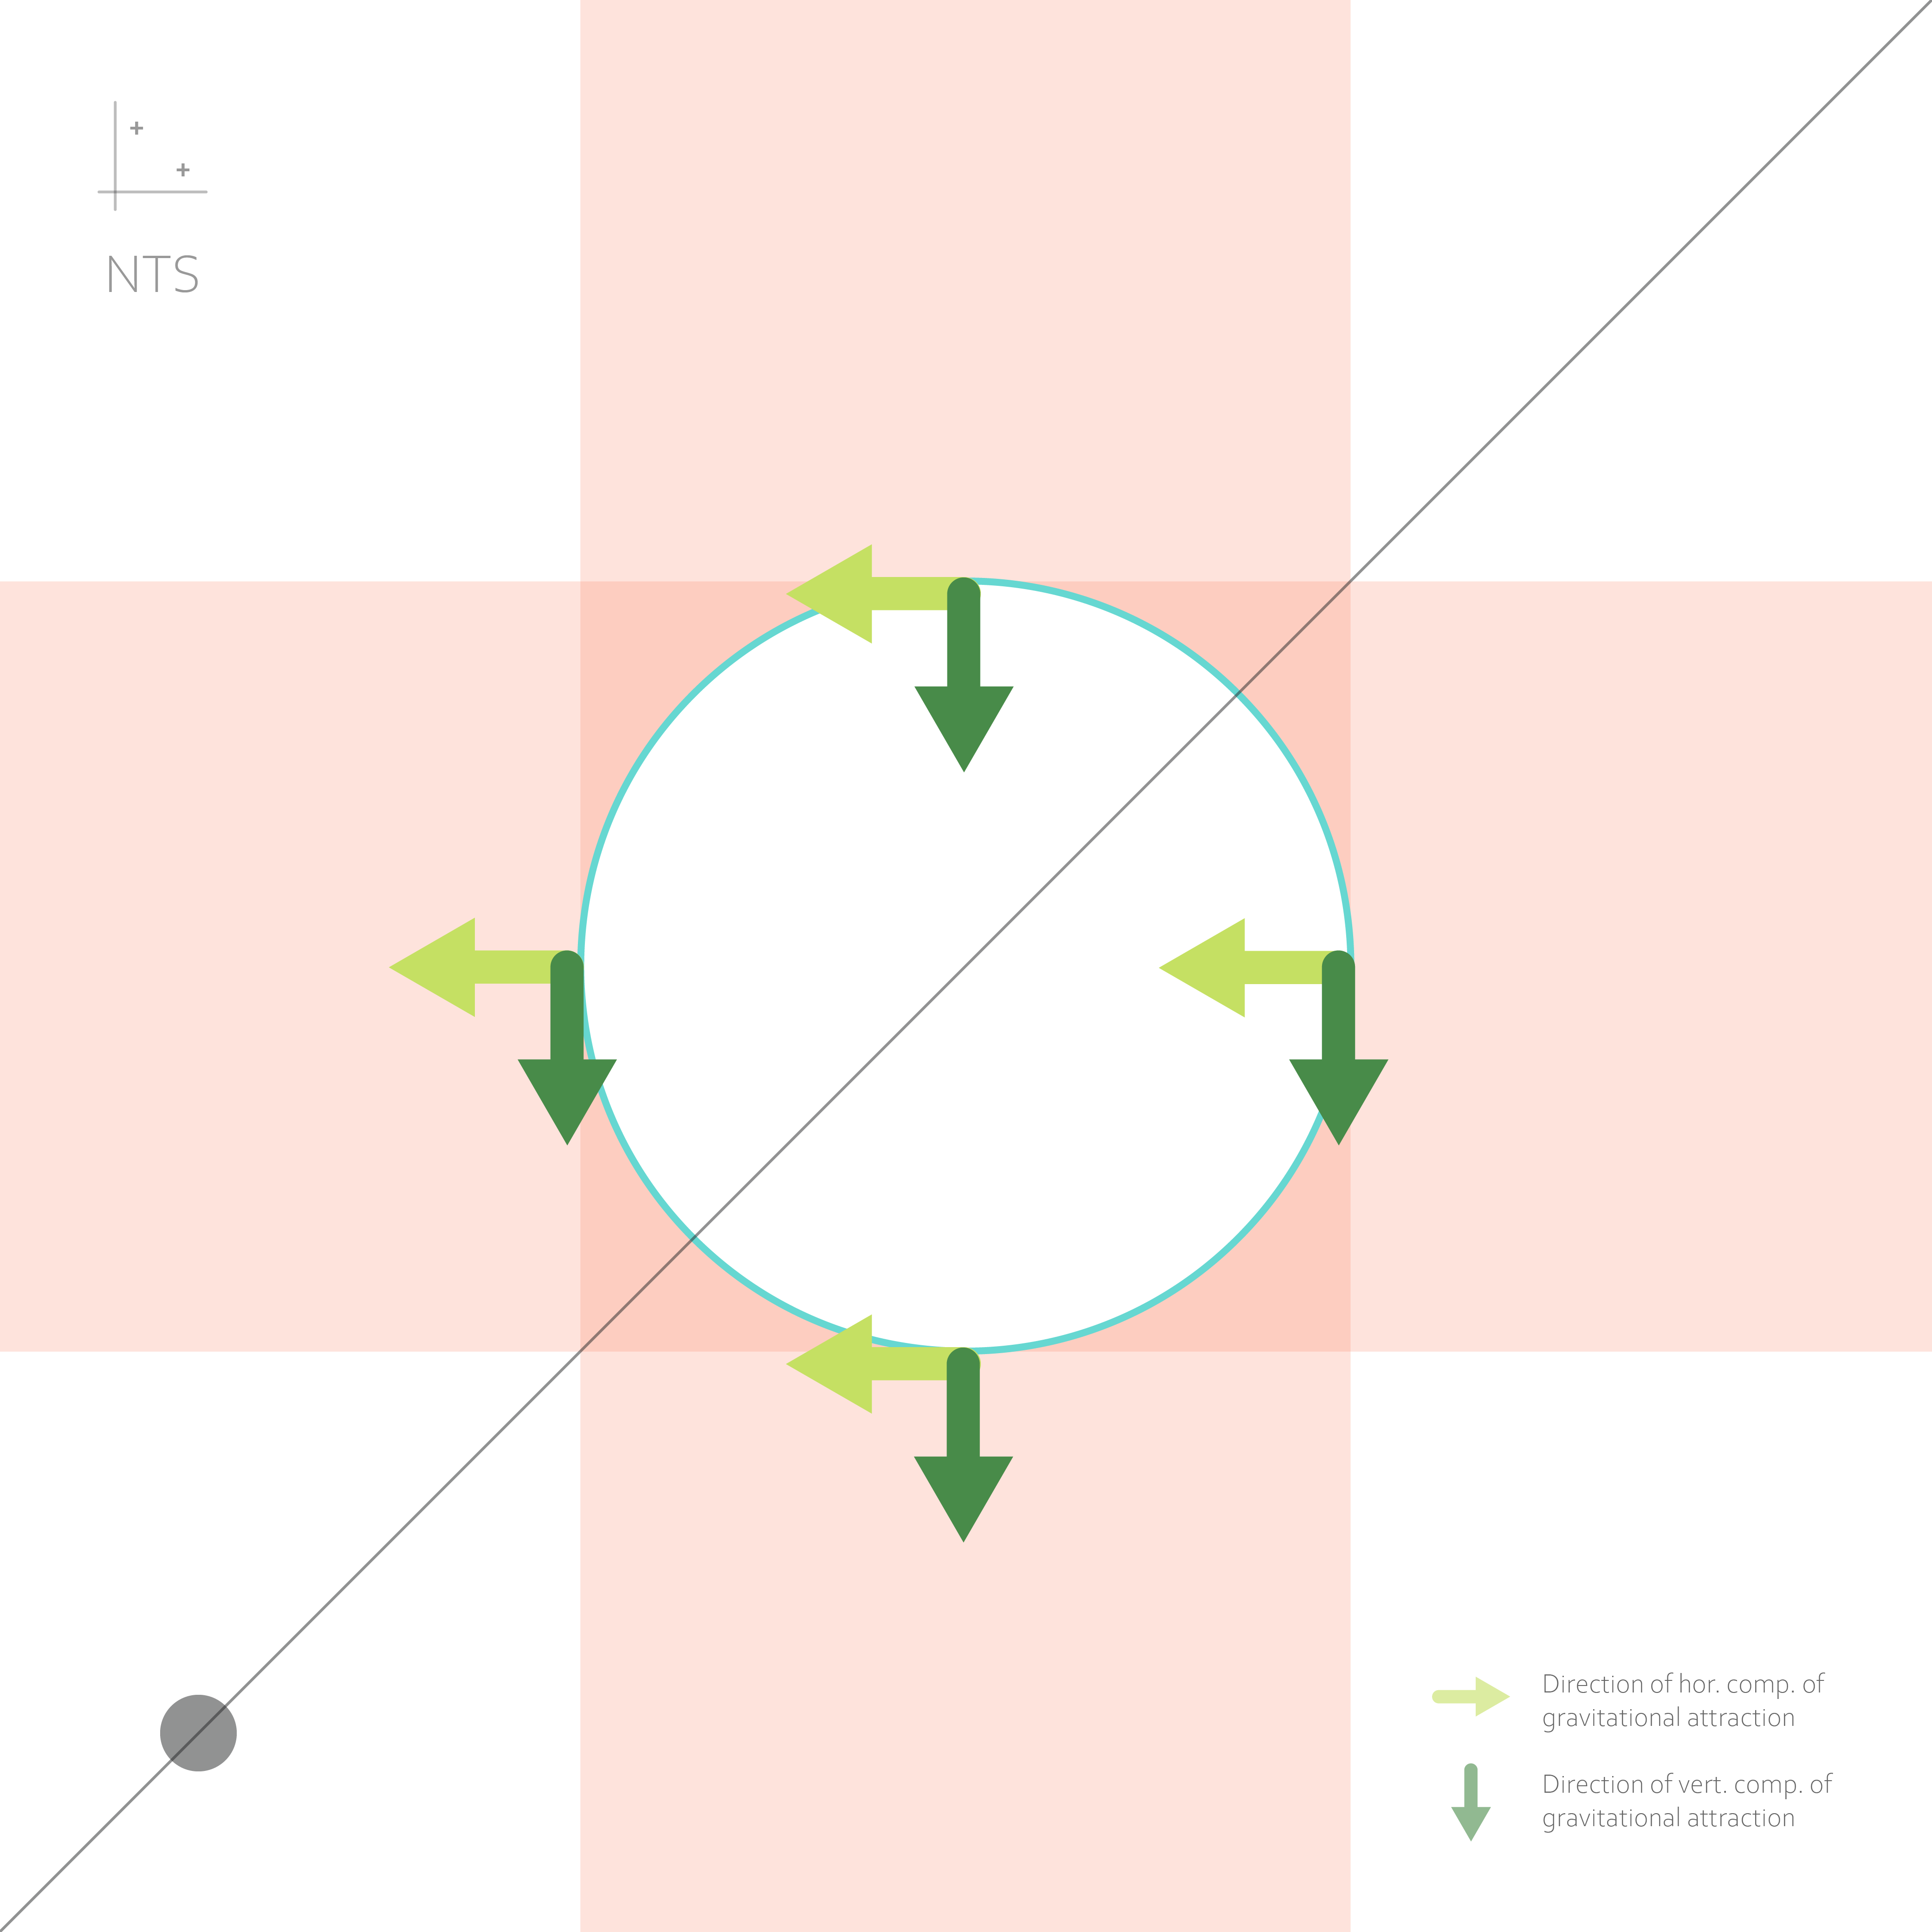 NTS
Direction of hor. comp. of
gravitational attraction
Direction of vert. comp. of
gravitational attraction